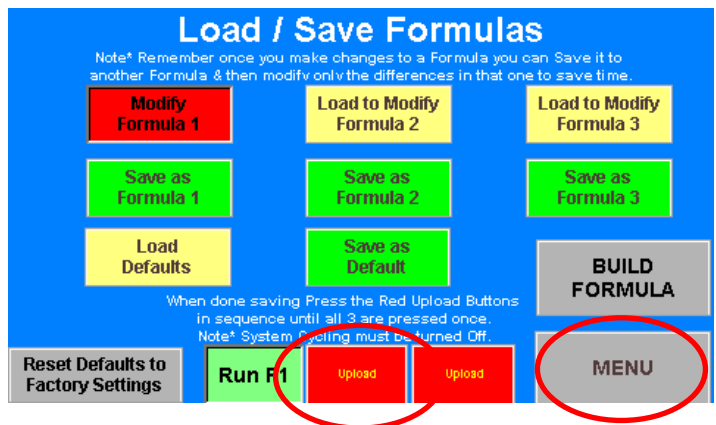 Load / Save Formulas
Note* Remember once you make changes to a Formula you can Save it to
another Formula & then modify only the differences in that one to save time.
Modify
Formula 1
Load to Modify
Formula 2
Load to Modify
Formula 3
Save as
Formula 1
Save as
Formula 2
Save as
Formula 3
Load
Defaults
Save as
Default
BUILD
FORMULA
When done saving Press the Red Upload Buttons
in sequence until all 3 are pressed once.
Note* System Cycling must be turned Off.
Reset Defaults to
Factory Settings
Run F1
Upload
Upload
MENU